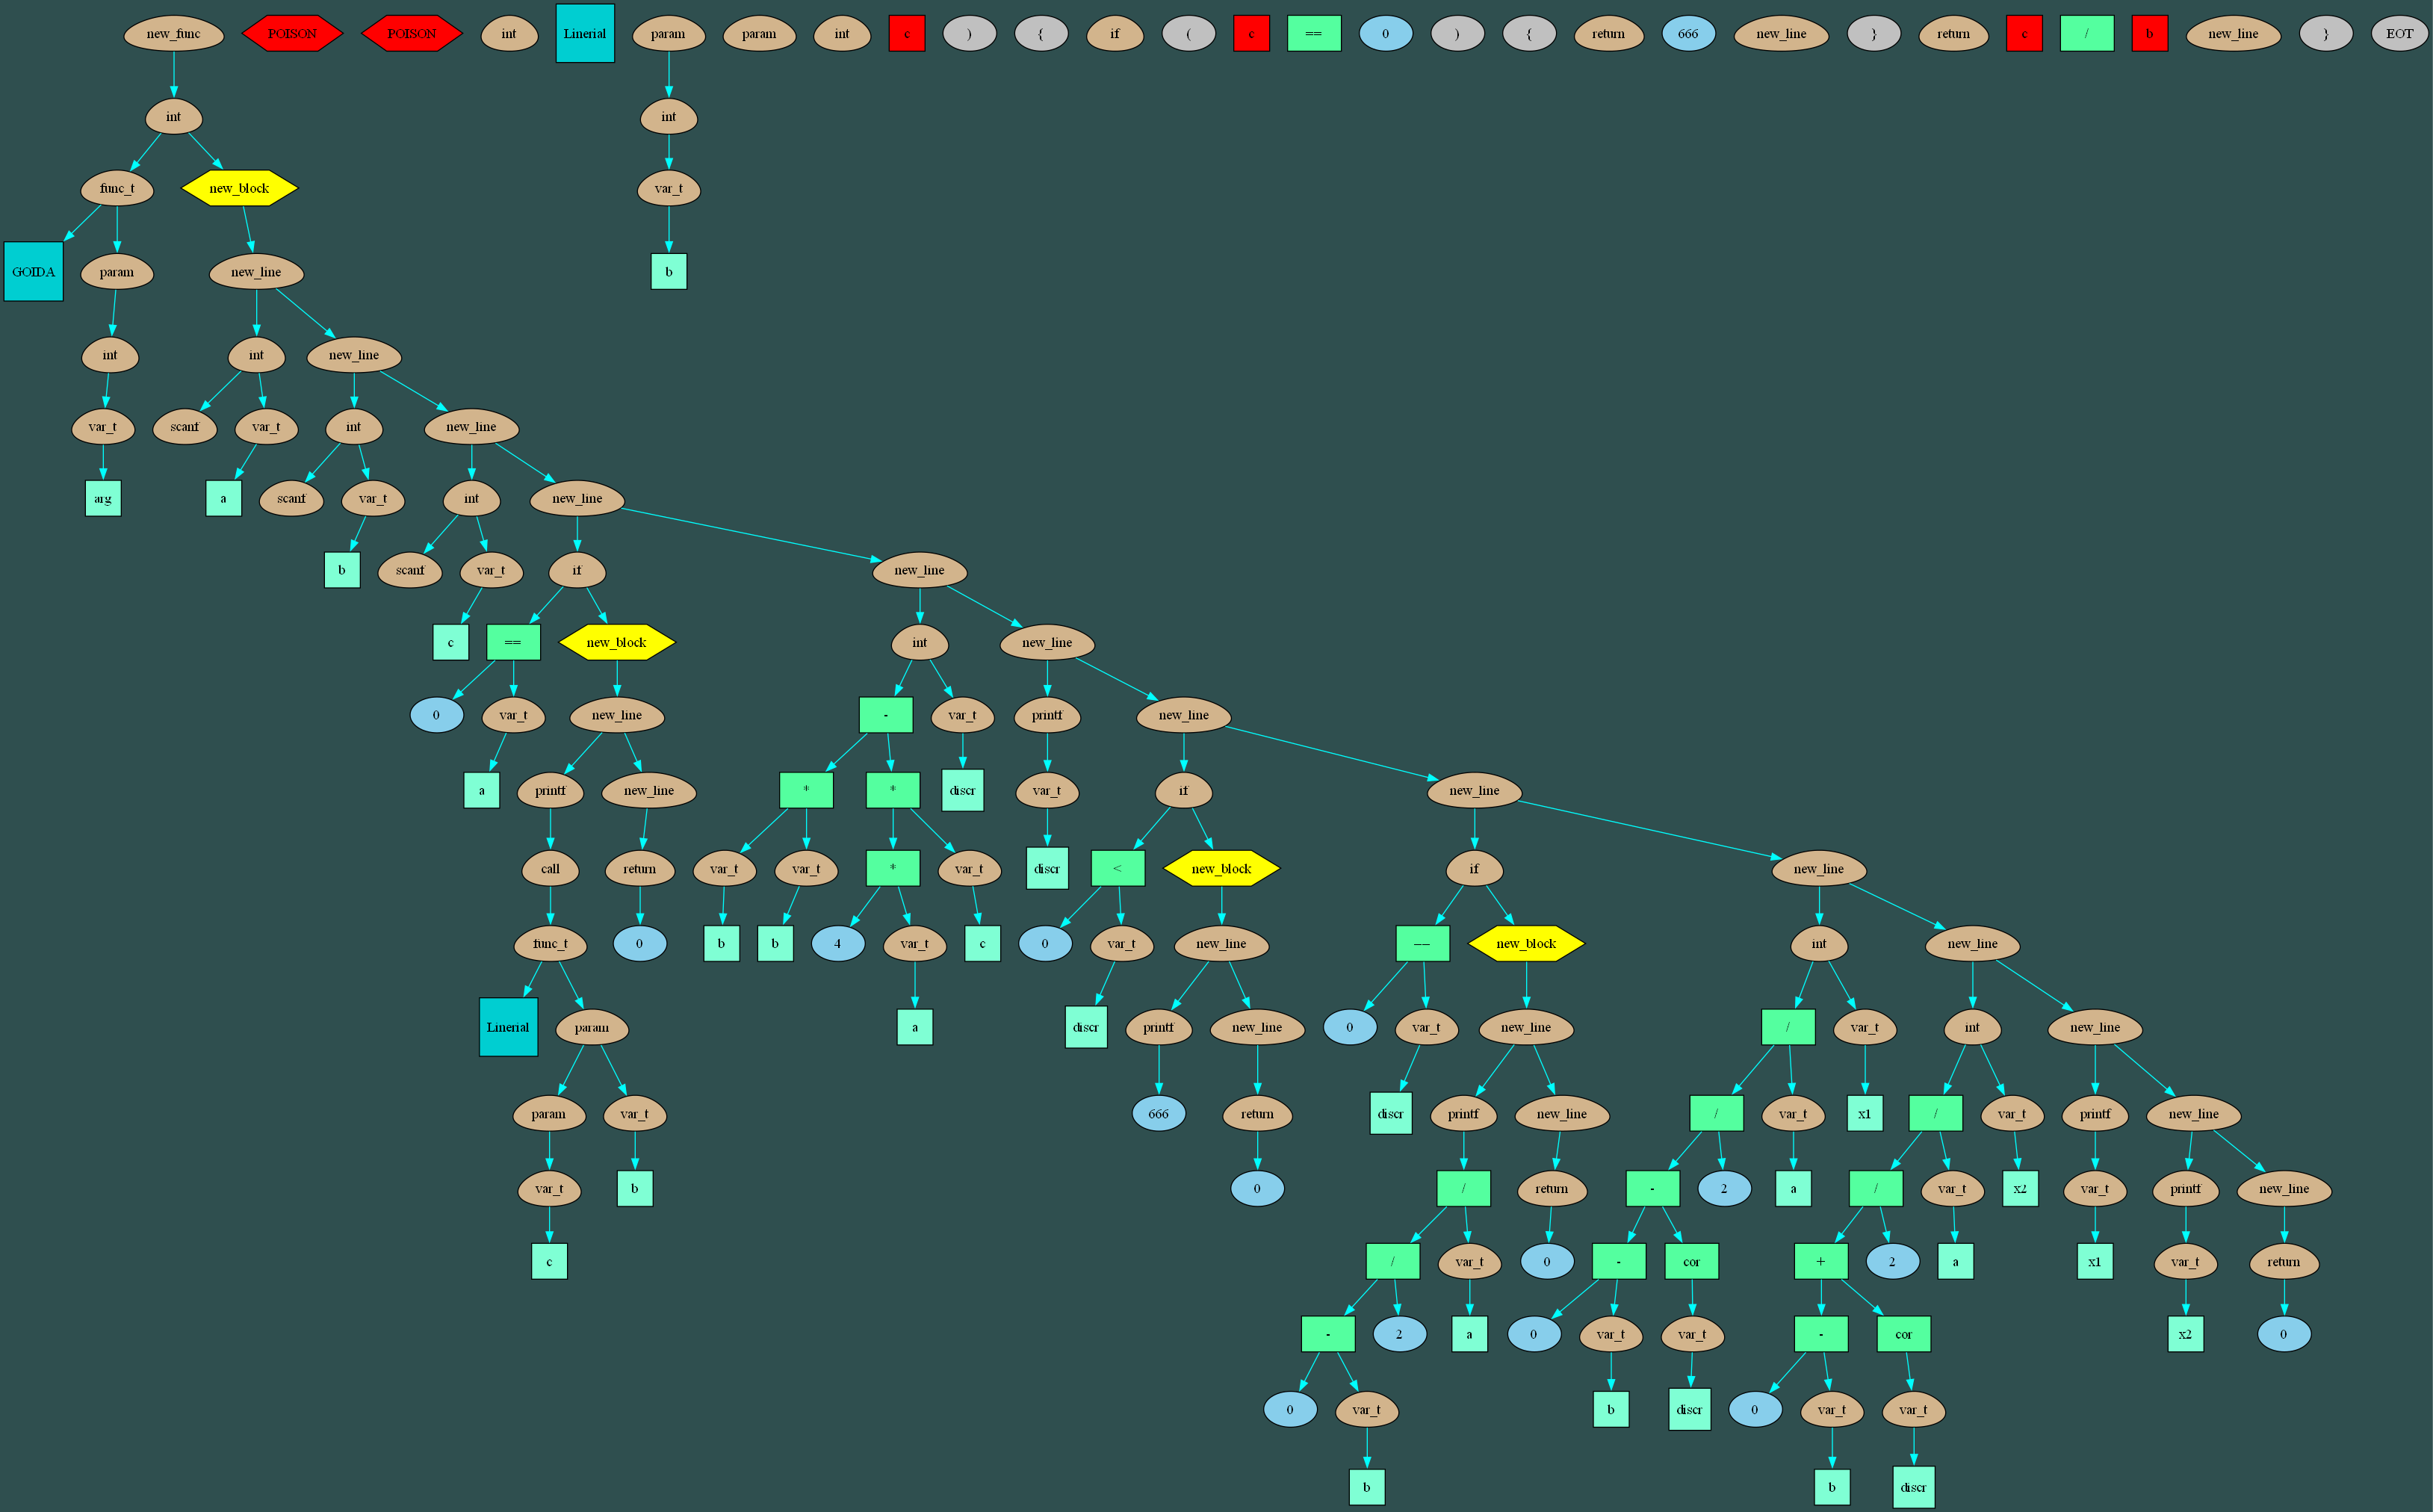 new_func POISON POISON int Linerial param param int c ) { if ( c == 0 ) { return 666 new_line } return c / b new_line } EOT
int int
func_t new_block var_t
GOIDA param new_line b
int int new_line
var_t scanf var_t int new_line
arg a scanf var_t int new_line
b scanf var_t if new_line
c == new_block int new_line
0 var_t new_line - var_t printf new_line
a printf new_line * * discr var_t if new_line
call return var_t var_t * var_t discr < new_block if new_line
func_t 0 b b 4 var_t c 0 var_t new_line == new_block int new_line
Linerial param a discr printf new_line 0 var_t new_line / var_t int new_line
param var_t 666 return discr printf new_line / var_t x1 / var_t printf new_line
var_t b 0 / return - 2 a / var_t x2 var_t printf new_line
c / var_t 0 - cor + 2 a x1 var_t return
- 2 a 0 var_t var_t - cor x2 0
0 var_t b discr 0 var_t var_t
b b discr